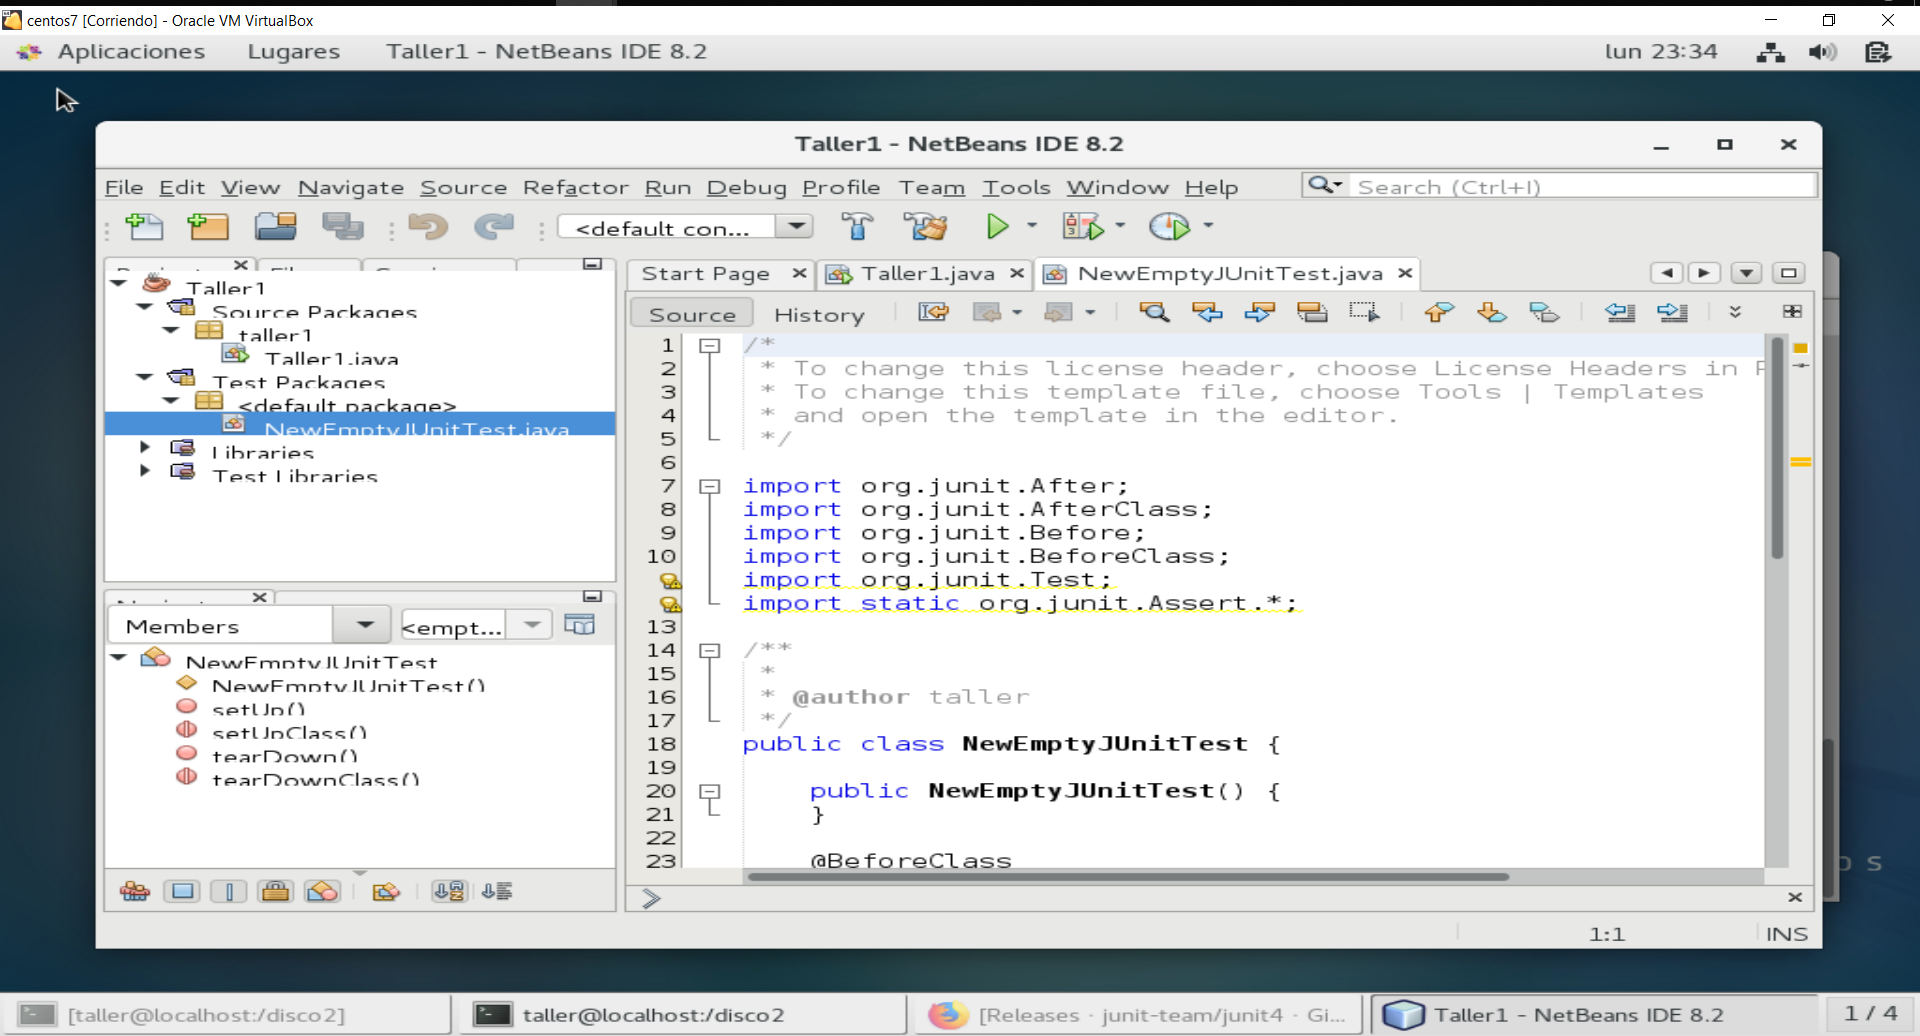 centos7 [Corriendo] - Oracle VM VirtualBox
Aplicaciones Lugares Taller1 - NetBeans IDE 8.2 lun 23:34
Taller1 - NetBeans IDE 8.2
File Edit View Navigate Source Refactor Run Debug Profile Team Tools Window Help Search (Ctrl+I)
<default con...
Taller1
Source Packages
taller1
Taller1.java
Test Packages
<default package>
NewEmptyJUnitTest.java
Libraries
Test Libraries
Members <empt...
NewEmptyJUnitTest
NewEmptyJUnitTest()
setUp()
setUpClass()
tearDown()
tearDownClass()
Start Page Taller1.java NewEmptyJUnitTest.java
Source History
1 /*
2 * To change this license header, choose License Headers in P
3 * To change this template file, choose Tools | Templates
4 * and open the template in the editor.
5 */
6
7 import org.junit.After;
8 import org.junit.AfterClass;
9 import org.junit.Before;
10 import org.junit.BeforeClass;
import org.junit.Test;
import static org.junit.Assert.*;
13
14 /**
15 *
16 * @author taller
17 */
18 public class NewEmptyJUnitTest {
19
20 public NewEmptyJUnitTest() {
21 }
22
23 @BeforeClass
1:1 INS
[taller@localhost:/disco2] taller@localhost:/disco2 [Releases · junit-team/junit4 · Gi... Taller1 - NetBeans IDE 8.2 1 / 4